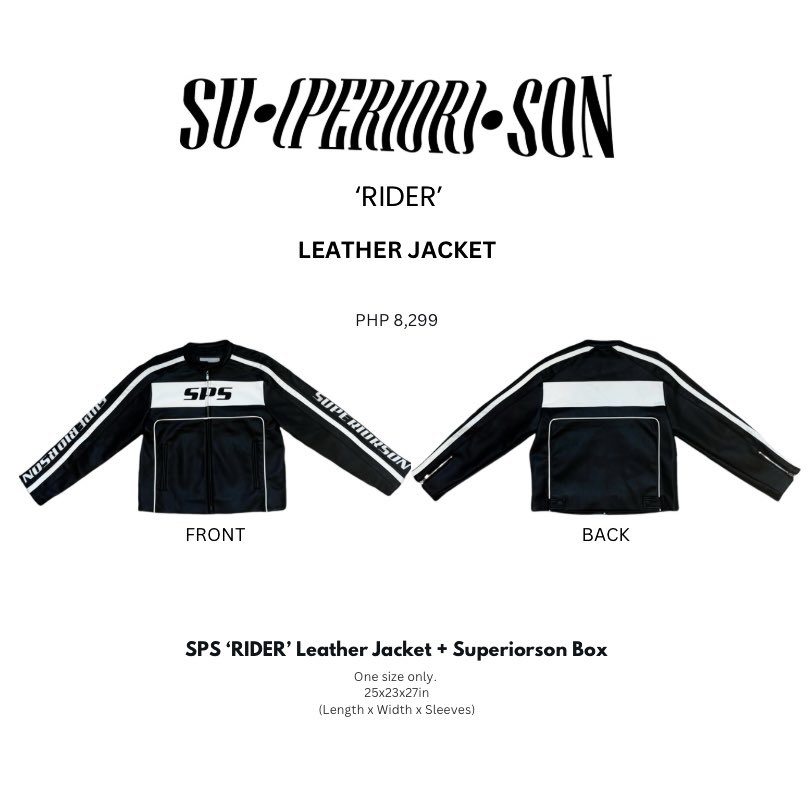 SU•(PERIOR)•SON
‘RIDER’
LEATHER JACKET
PHP 8,299
SPS
SUPERIORSON
SUPERIORSON
FRONT
BACK
SPS ‘RIDER’ Leather Jacket + Superiorson Box
One size only.
25x23x27in
(Length x Width x Sleeves)